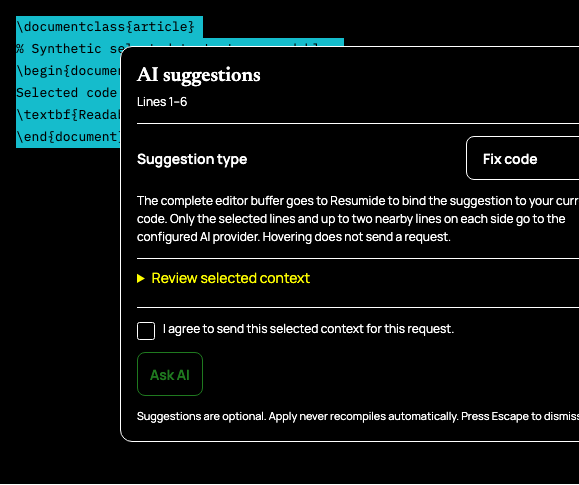 \documentclass{article}
% Synthetic
\begin{docume
Selected code
\textbf{Reada
\end{document}
AI suggestions
Lines 1–6
Suggestion type
Fix code
The complete editor buffer goes to Resumide to bind the suggestion to your curr
code. Only the selected lines and up to two nearby lines on each side go to the
configured AI provider. Hovering does not send a request.
Review selected context
I agree to send this selected context for this request.
Ask AI
Suggestions are optional. Apply never recompiles automatically. Press Escape to dismiss